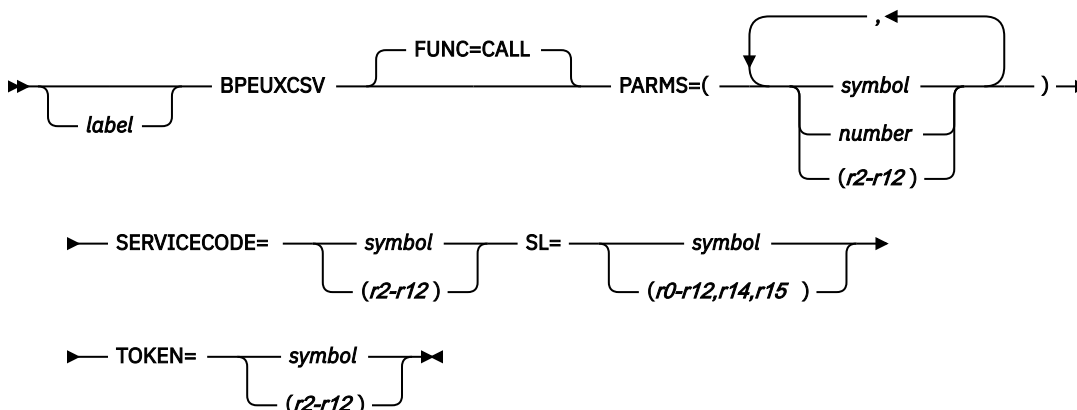 ,
FUNC=CALL
BPEUXCSV PARMS=( symbol )
label
number
(r2-r12)
SERVICECODE= symbol SL= symbol
(r2-r12) (r0-r12,r14,r15)
TOKEN= symbol
(r2-r12)